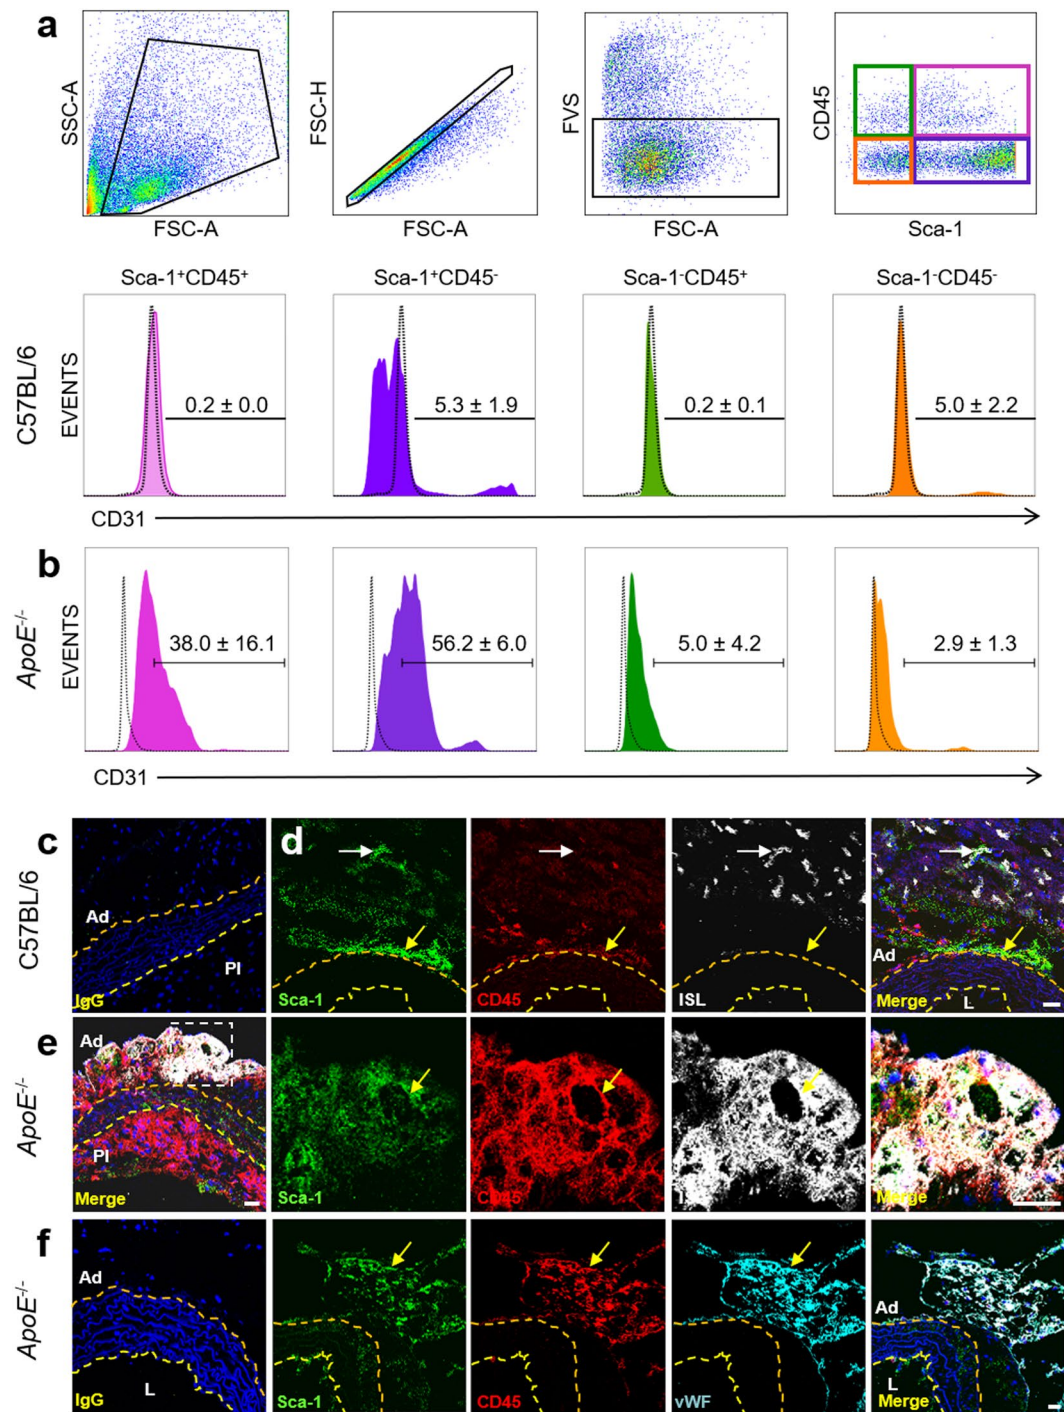 a
SSC-A
FSC-A
FSC-H
FSC-A
FVS
FSC-A
CD45
Sca-1
Sca-1⁺CD45⁺
Sca-1⁺CD45⁻
Sca-1⁻CD45⁺
Sca-1⁻CD45⁻
C57BL/6
EVENTS
0.2 ± 0.0
5.3 ± 1.9
0.2 ± 0.1
5.0 ± 2.2
CD31
b
ApoE⁻/⁻
EVENTS
38.0 ± 16.1
56.2 ± 6.0
5.0 ± 4.2
2.9 ± 1.3
CD31
c
d
C57BL/6
Ad
Pl
IgG
Sca-1
CD45
ISL
Ad
L
Merge
e
ApoE⁻/⁻
Ad
Pl
Merge
Sca-1
CD45
Merge
f
ApoE⁻/⁻
Ad
L
IgG
Sca-1
CD45
vWF
Ad
L
Merge